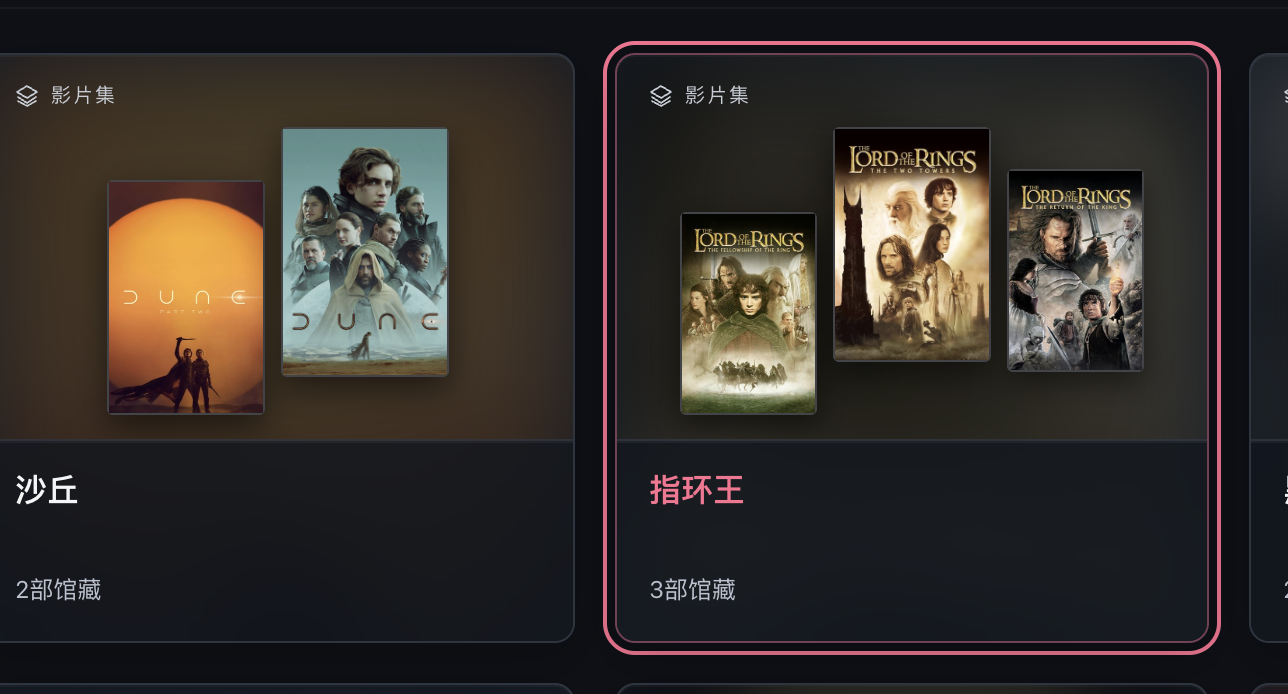 影片集
DUNE
PART TWO
DUNE
沙丘
2部馆藏
影片集
THE LORD OF THE RINGS
THE FELLOWSHIP OF THE RING
THE LORD OF THE RINGS
THE TWO TOWERS
THE LORD OF THE RINGS
THE RETURN OF THE KING
指环王
3部馆藏